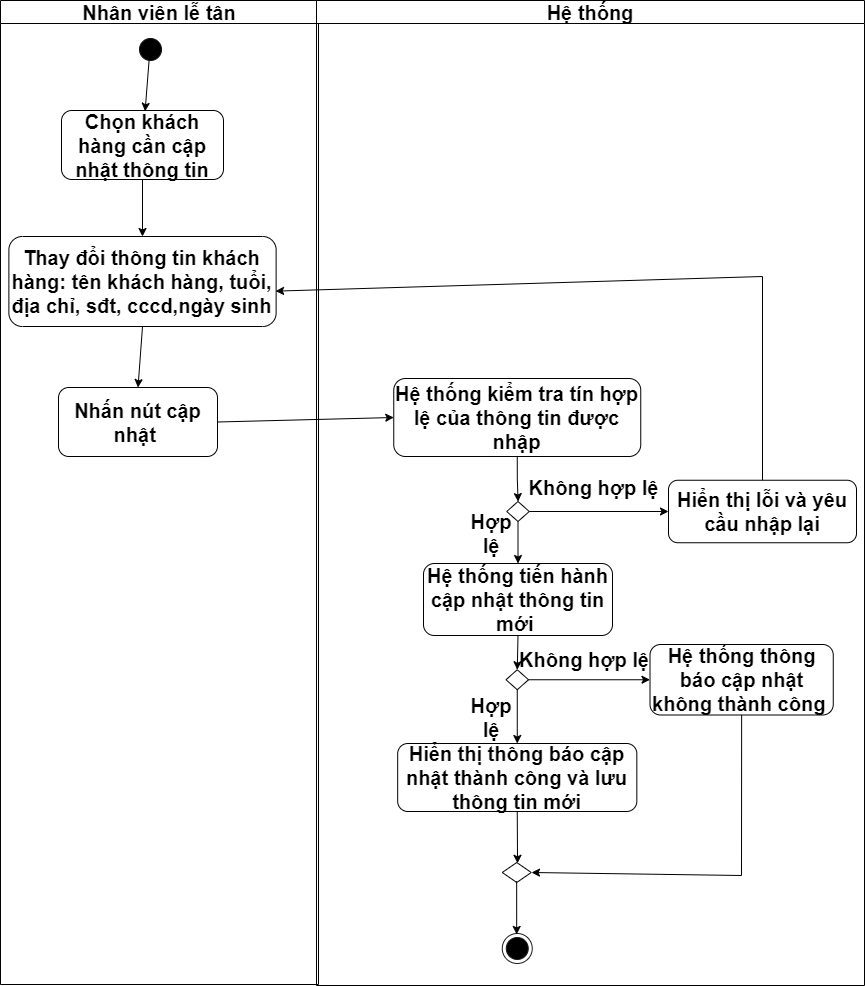 Nhân viên lễ tân
Hệ thống
Chọn khách
hàng cần cập
nhật thông tin
Thay đổi thông tin khách
hàng: tên khách hàng, tuổi,
địa chỉ, sđt, cccd,ngày sinh
Nhấn nút cập
nhật
Hệ thống kiểm tra tín hợp
lệ của thông tin được
nhập
Không hợp lệ
Hiển thị lỗi và yêu
cầu nhập lại
Hợp
lệ
Hệ thống tiến hành
cập nhật thông tin
mới
Không hợp lệ
Hệ thống thông
báo cập nhật
không thành công
Hợp
lệ
Hiển thị thông báo cập
nhật thành công và lưu
thông tin mới